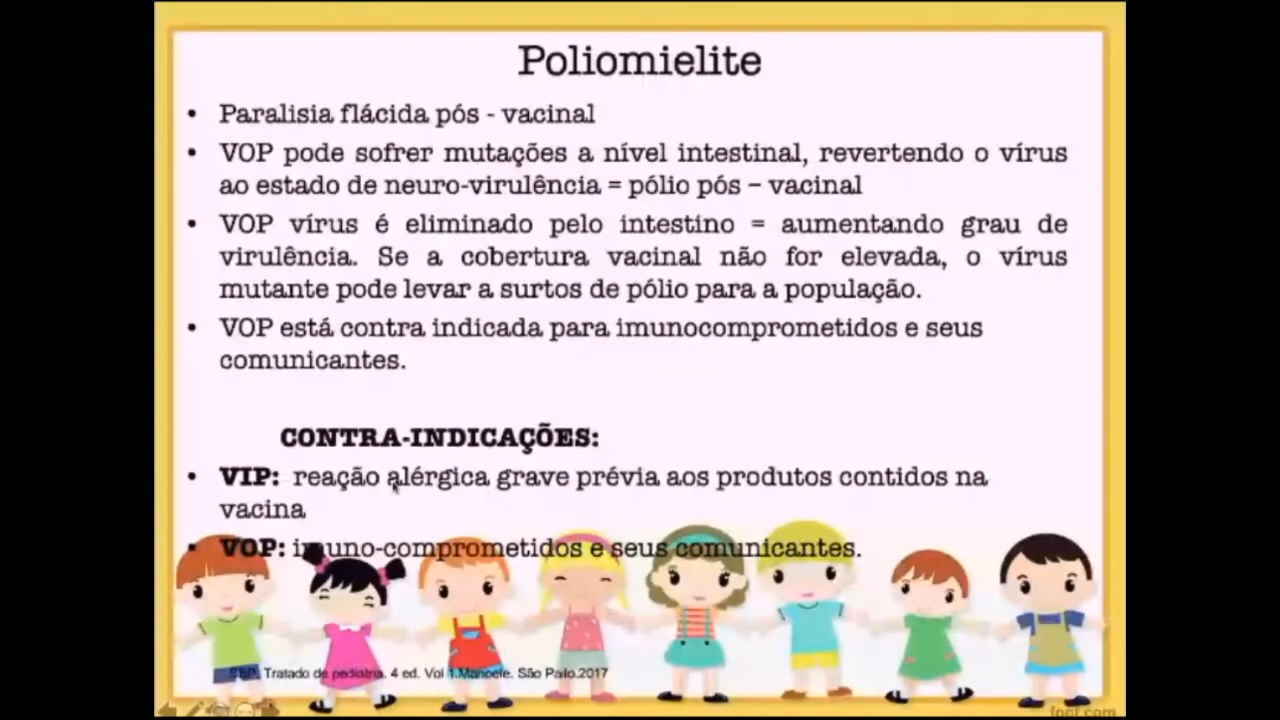 Poliomielite
• Paralisia flácida pós - vacinal
• VOP pode sofrer mutações a nível intestinal, revertendo o vírus
ao estado de neuro-virulência = pólio pós – vacinal
• VOP vírus é eliminado pelo intestino = aumentando grau de
virulência. Se a cobertura vacinal não for elevada, o vírus
mutante pode levar a surtos de pólio para a população.
• VOP está contra indicada para imunocomprometidos e seus
comunicantes.
CONTRA-INDICAÇÕES:
• VIP: reação alérgica grave prévia aos produtos contidos na
vacina
• VOP: imuno-comprometidos e seus comunicantes.
SBP. Tratado de pediatria. 4 ed. Vol 1.Manoele. São Paulo.2017